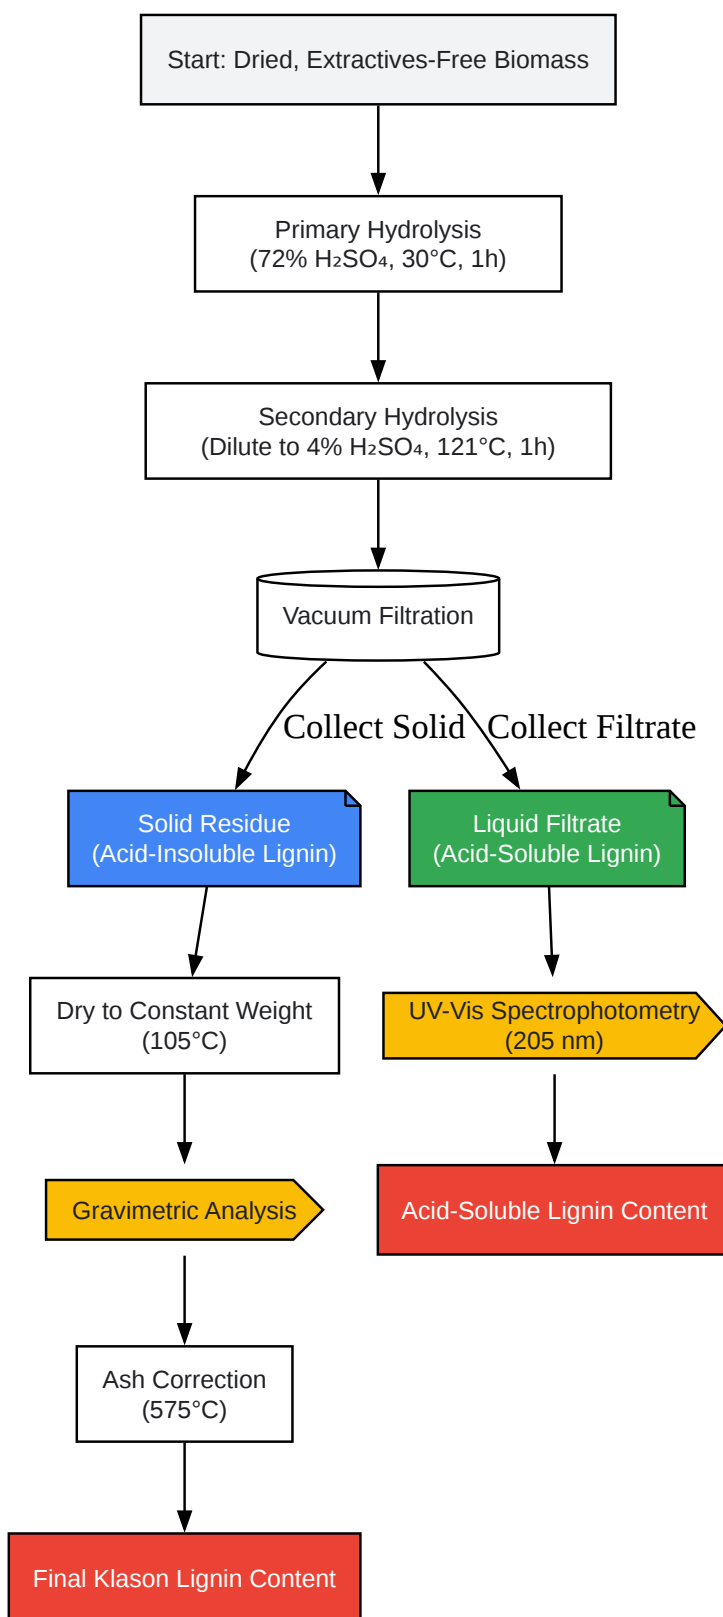 Start: Dried, Extractives-Free Biomass
Primary Hydrolysis
(72% H₂SO₄, 30°C, 1h)
Secondary Hydrolysis
(Dilute to 4% H₂SO₄, 121°C, 1h)
Vacuum Filtration
Collect Solid
Collect Filtrate
Solid Residue
(Acid-Insoluble Lignin)
Liquid Filtrate
(Acid-Soluble Lignin)
Dry to Constant Weight
(105°C)
UV-Vis Spectrophotometry
(205 nm)
Gravimetric Analysis
Acid-Soluble Lignin Content
Ash Correction
(575°C)
Final Klason Lignin Content